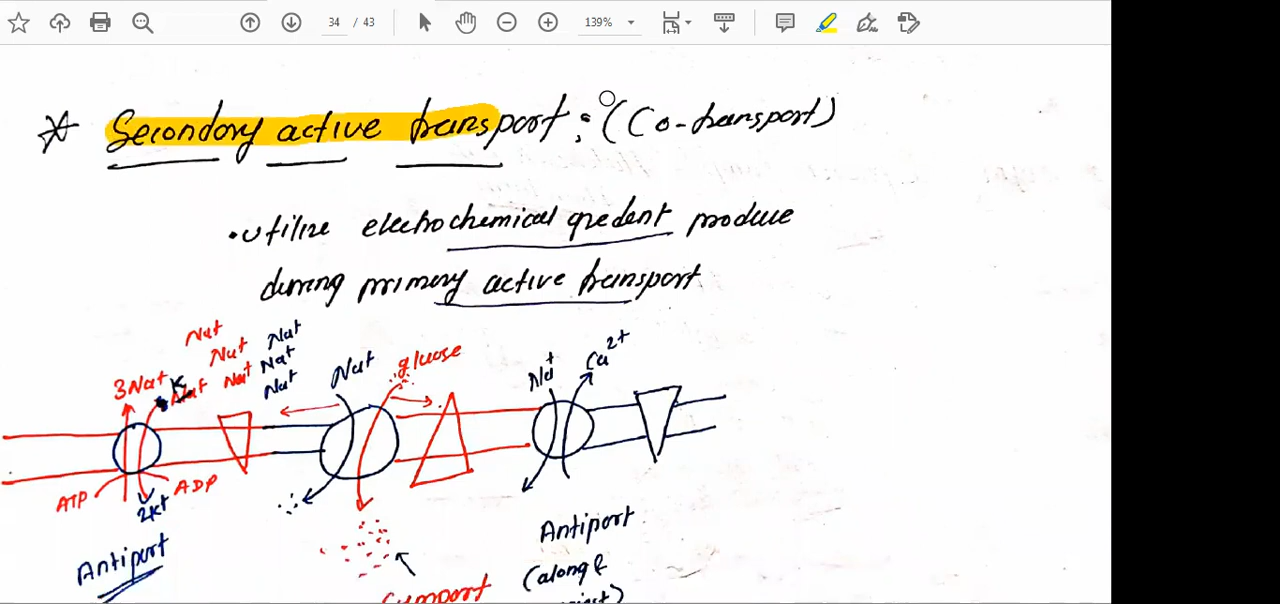 34 / 43
139%
* Secondary active transport : (Co-transport)
• utilize electrochemical gredent produce
during primary active transport
Na+ Na+
Na+ Na+ Na+ glucose Na+ Ca2+
3Na+ K Na+ Na+ Na+
ATP ADP
2K+
Antiport Antiport
(along &
Symport